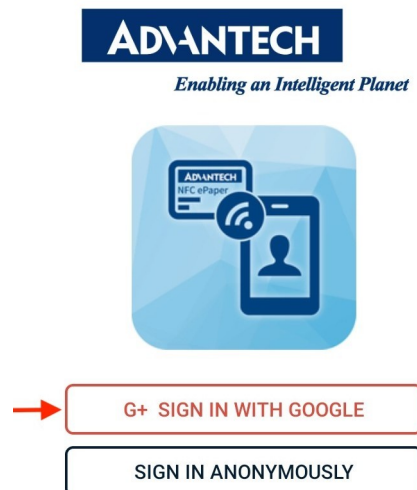 ADVANTECH
Enabling an Intelligent Planet
ADVANTECH
NFC ePaper
G+ SIGN IN WITH GOOGLE
SIGN IN ANONYMOUSLY